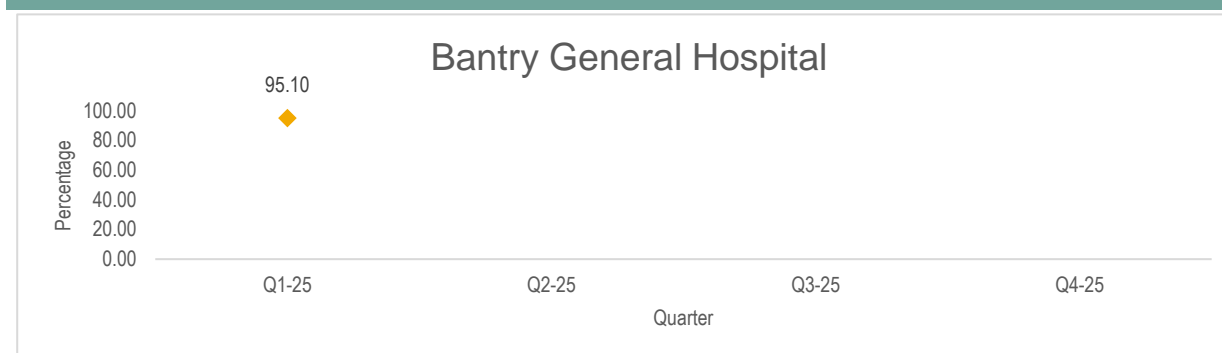 Bantry General Hospital
95.10
100.00
80.00
60.00
40.00
20.00
0.00
Percentage
Q1-25 Q2-25 Q3-25 Q4-25
Quarter